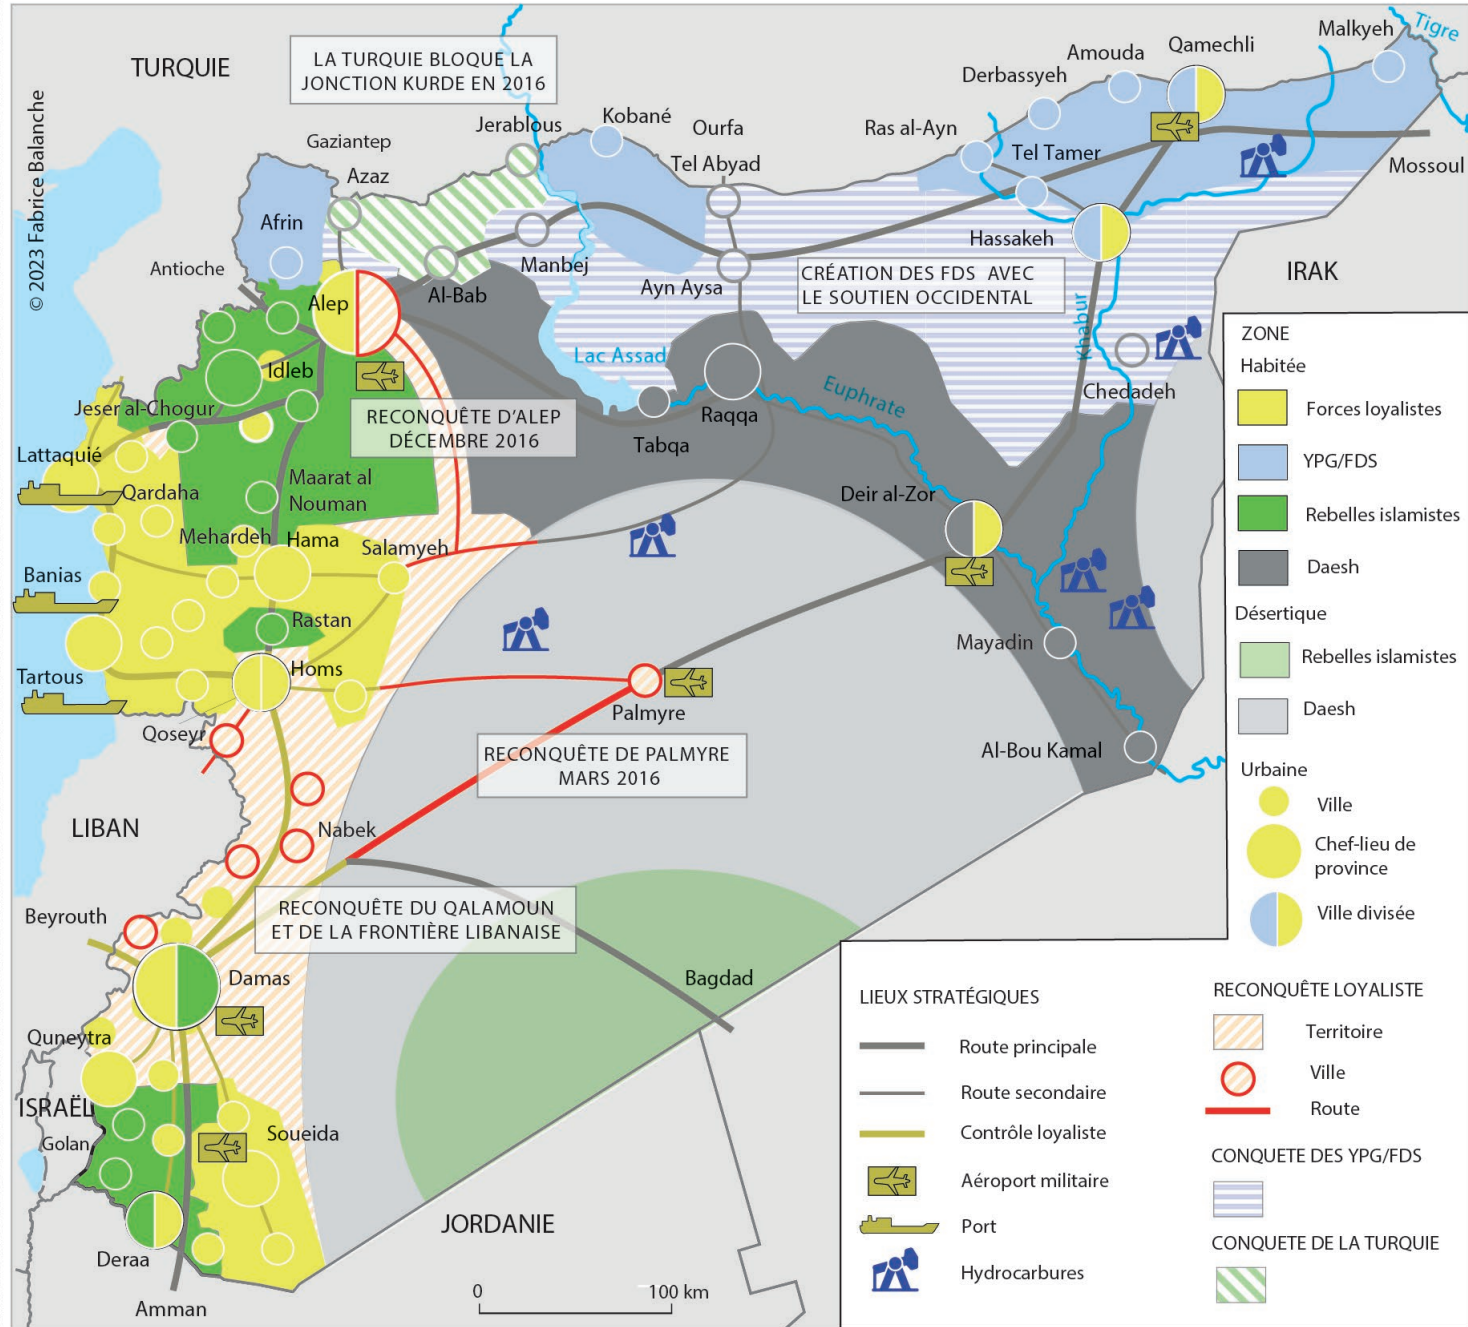 © 2023 Fabrice Balanche
TURQUIE
LA TURQUIE BLOQUE LA
JONCTION KURDE EN 2016
Malkyeh
Tigre
Amouda
Qamechli
Derbassyeh
Ras al-Ayn
Tel Tamer
Mossoul
Jerablous
Kobané
Ourfa
Tel Abyad
Gaziantep
Azaz
Afrin
Antioche
Alep
Al-Bab
Manbej
Ayn Aysa
Hassakeh
CRÉATION DES FDS AVEC
LE SOUTIEN OCCIDENTAL
IRAK
Khabur
Chedadeh
Lac Assad
Euphrate
Raqqa
Tabqa
Idleb
Jeser al-Chogur
RECONQUÊTE D'ALEP
DÉCEMBRE 2016
Lattaquié
Qardaha
Maarat al
Nouman
Deir al-Zor
Mehardeh
Hama
Salamyeh
Banias
Rastan
Mayadin
Homs
Tartous
Palmyre
Qoseyr
RECONQUÊTE DE PALMYRE
MARS 2016
Al-Bou Kamal
LIBAN
Nabek
Beyrouth
RECONQUÊTE DU QALAMOUN
ET DE LA FRONTIÈRE LIBANAISE
Damas
Bagdad
Quneytra
ISRAËL
Golan
Soueida
Deraa
Amman
JORDANIE
0
100 km
ZONE
Habitée
Forces loyalistes
YPG/FDS
Rebelles islamistes
Daesh
Désertique
Rebelles islamistes
Daesh
Urbaine
Ville
Chef-lieu de
province
Ville divisée
LIEUX STRATÉGIQUES
Route principale
Route secondaire
Contrôle loyaliste
Aéroport militaire
Port
Hydrocarbures
RECONQUÊTE LOYALISTE
Territoire
Ville
Route
CONQUETE DES YPG/FDS
CONQUETE DE LA TURQUIE